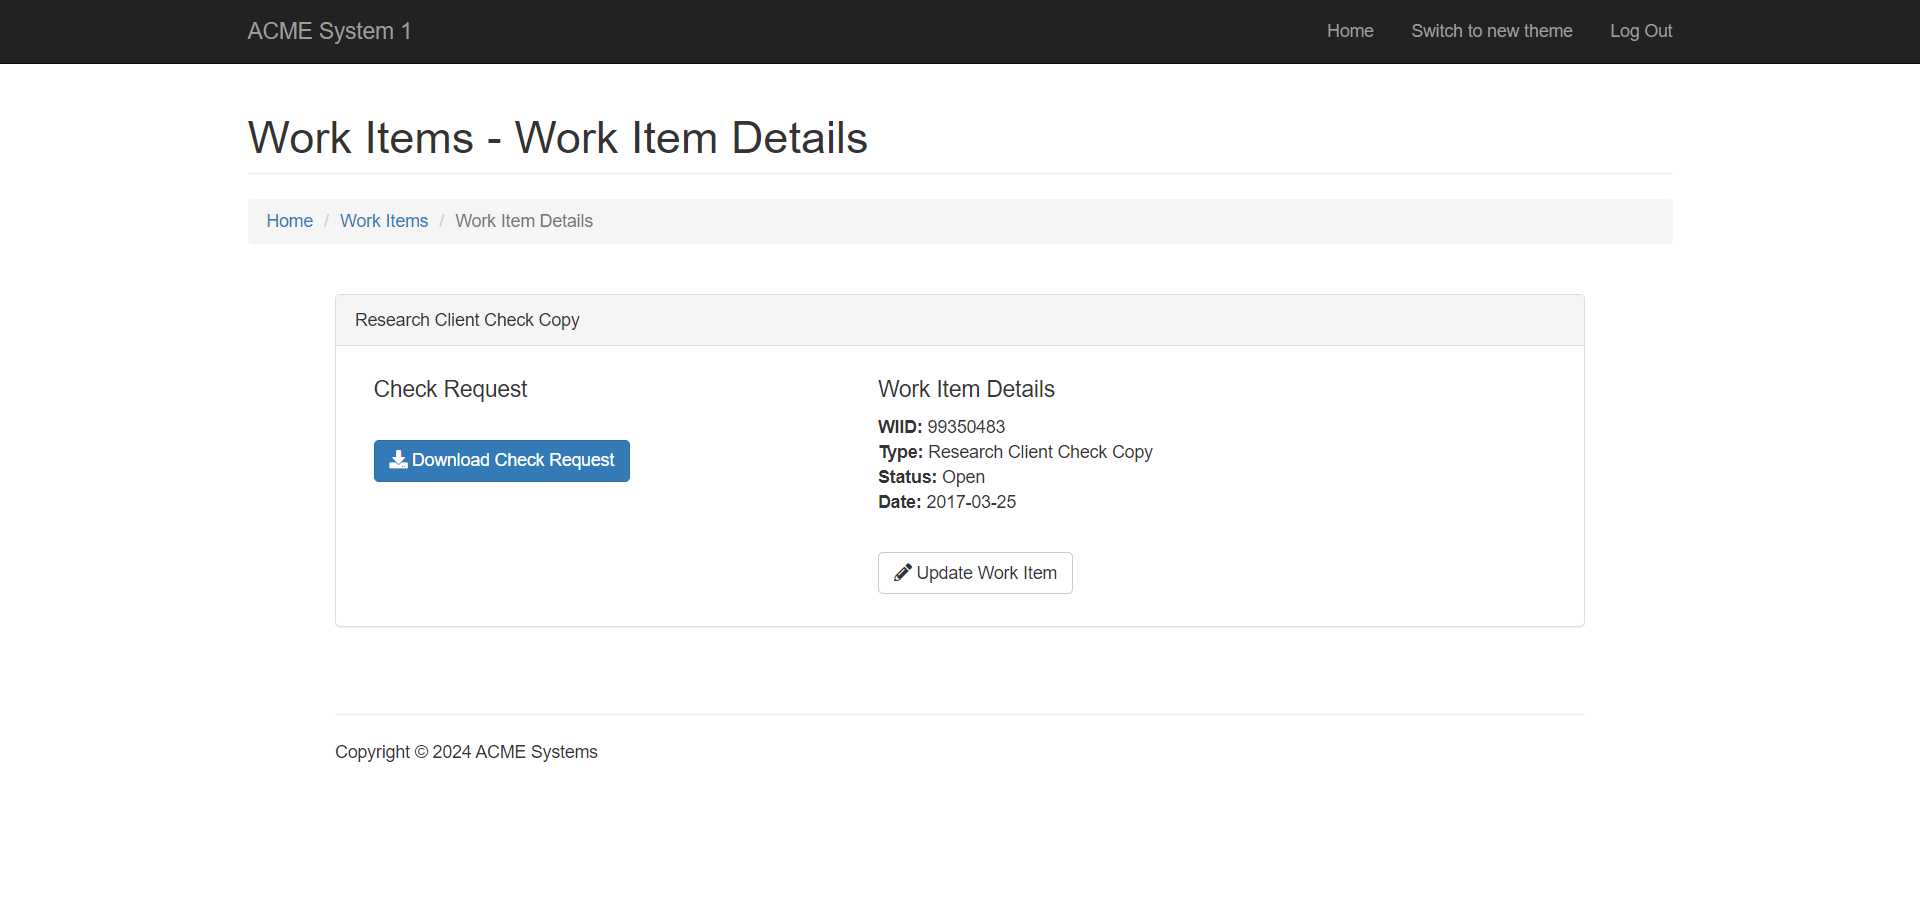 ACME System 1
Home
Switch to new theme
Log Out
Work Items - Work Item Details
Home / Work Items / Work Item Details
Research Client Check Copy
Check Request
Download Check Request
Work Item Details
WIID: 99350483
Type: Research Client Check Copy
Status: Open
Date: 2017-03-25
Update Work Item
Copyright © 2024 ACME Systems